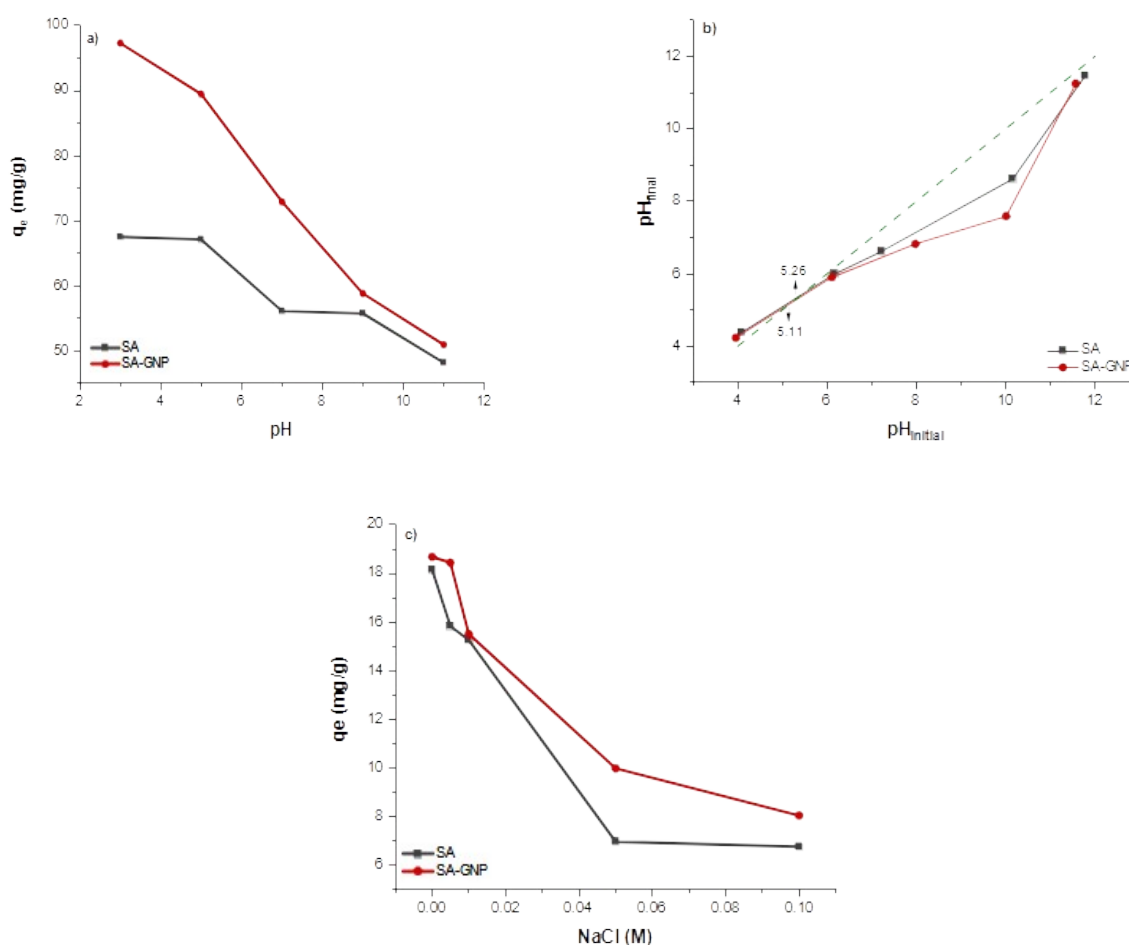 a)
100
90
80
70
60
50
qe (mg/g)
SA
SA-GNP
2 4 6 8 10 12
pH
b)
12
10
8
6
4
pHfinal
5.26
5.11
SA
SA-GNP
4 6 8 10 12
pHinitial
c)
20
18
16
14
12
10
8
6
qe (mg/g)
SA
SA-GNP
0.00 0.02 0.04 0.06 0.08 0.10
NaCl (M)